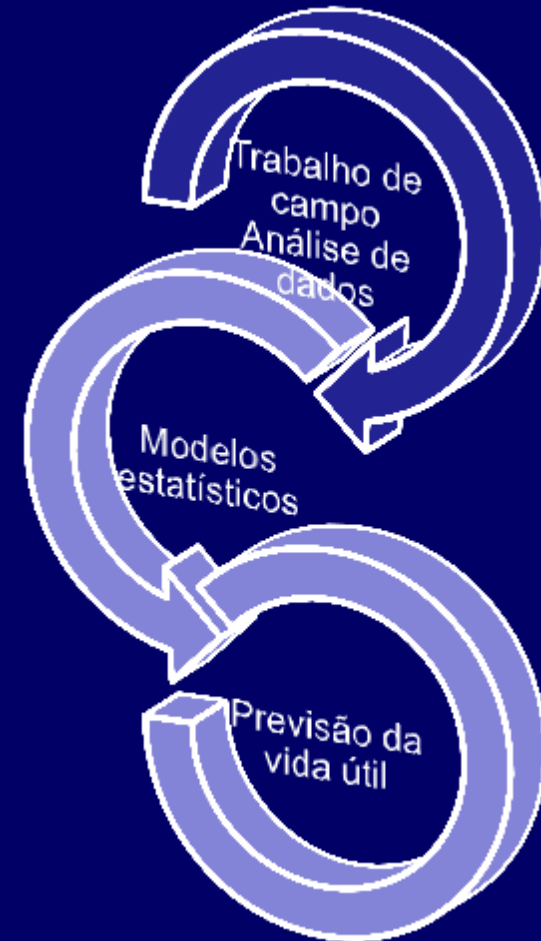 Trabalho de
campo
Análise de
dados
Modelos
estatísticos
Previsão da
vida útil